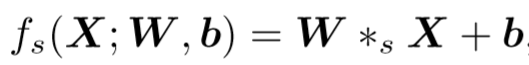 f_s(X; W, b) = W *_s X + b,